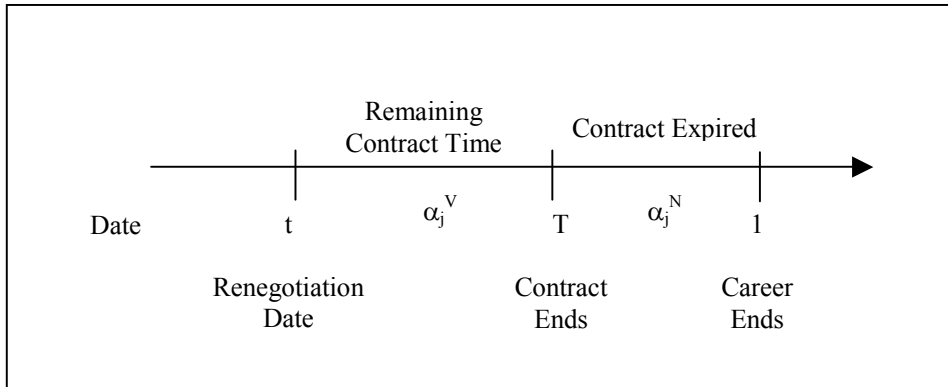 Remaining
Contract Time
Contract Expired
Date
t
α_j^V
T
α_j^N
1
Renegotiation
Date
Contract
Ends
Career
Ends